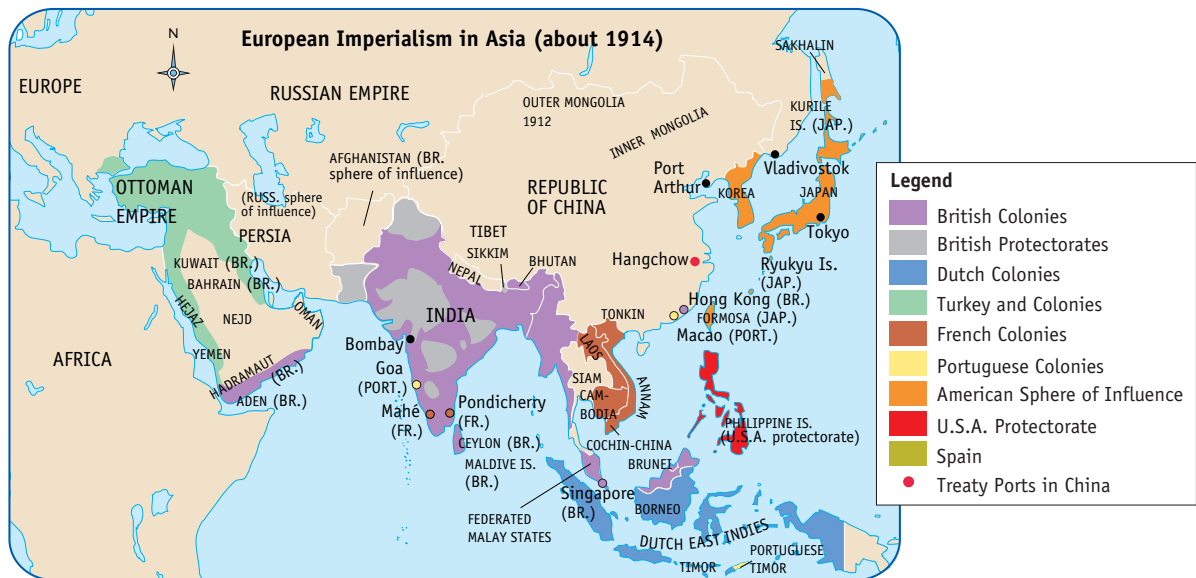 European Imperialism in Asia (about 1914)
N
EUROPE
RUSSIAN EMPIRE
SAKHALIN
OUTER MONGOLIA
1912
INNER MONGOLIA
KURILE
IS. (JAP.)
AFGHANISTAN (BR.
sphere of influence)
Port
Arthur
Vladivostok
OTTOMAN
EMPIRE
(RUSS. sphere
of influence)
PERSIA
REPUBLIC
OF CHINA
KOREA
JAPAN
Tokyo
TIBET
SIKKIM
NEPAL
BHUTAN
Hangchow
KUWAIT (BR.)
BAHRAIN (BR.)
Ryukyu Is.
(JAP.)
HEJAZ
NEJD
OMAN
INDIA
Hong Kong (BR.)
FORMOSA (JAP.)
Macao (PORT.)
TONKIN
LAOS
AFRICA
YEMEN
HADRAMAUT
(BR.)
ADEN (BR.)
Bombay
Goa
(PORT.)
SIAM
CAM-
BODIA
ANNAM
Mahé
(FR.)
Pondicherry
(FR.)
CEYLON (BR.)
MALDIVE IS.
(BR.)
COCHIN-CHINA
PHILIPPINE IS.
(U.S.A. protectorate)
BRUNEI
Singapore
(BR.)
BORNEO
FEDERATED
MALAY STATES
DUTCH EAST INDIES
TIMOR
PORTUGUESE
TIMOR
Legend
British Colonies
British Protectorates
Dutch Colonies
Turkey and Colonies
French Colonies
Portuguese Colonies
American Sphere of Influence
U.S.A. Protectorate
Spain
Treaty Ports in China